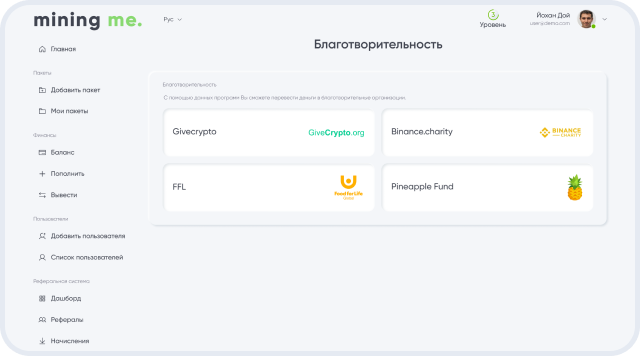 mining me.
Рус
3
Уровень
Йохан Дой
user@demo.com
Главная
Пакеты
Добавить пакет
Мои пакеты
Финансы
Баланс
Пополнить
Вывести
Пользователи
Добавить пользователя
Список пользователей
Реферальная система
Дашборд
Рефералы
Начисления
Благотворительность
Благотворительность
С помощью данных программ Вы сможете перевести деньги в благотворительные организации.
Givecrypto
GiveCrypto.org
Binance.charity
BINANCE
CHARITY
FFL
Food for Life
Pineapple Fund